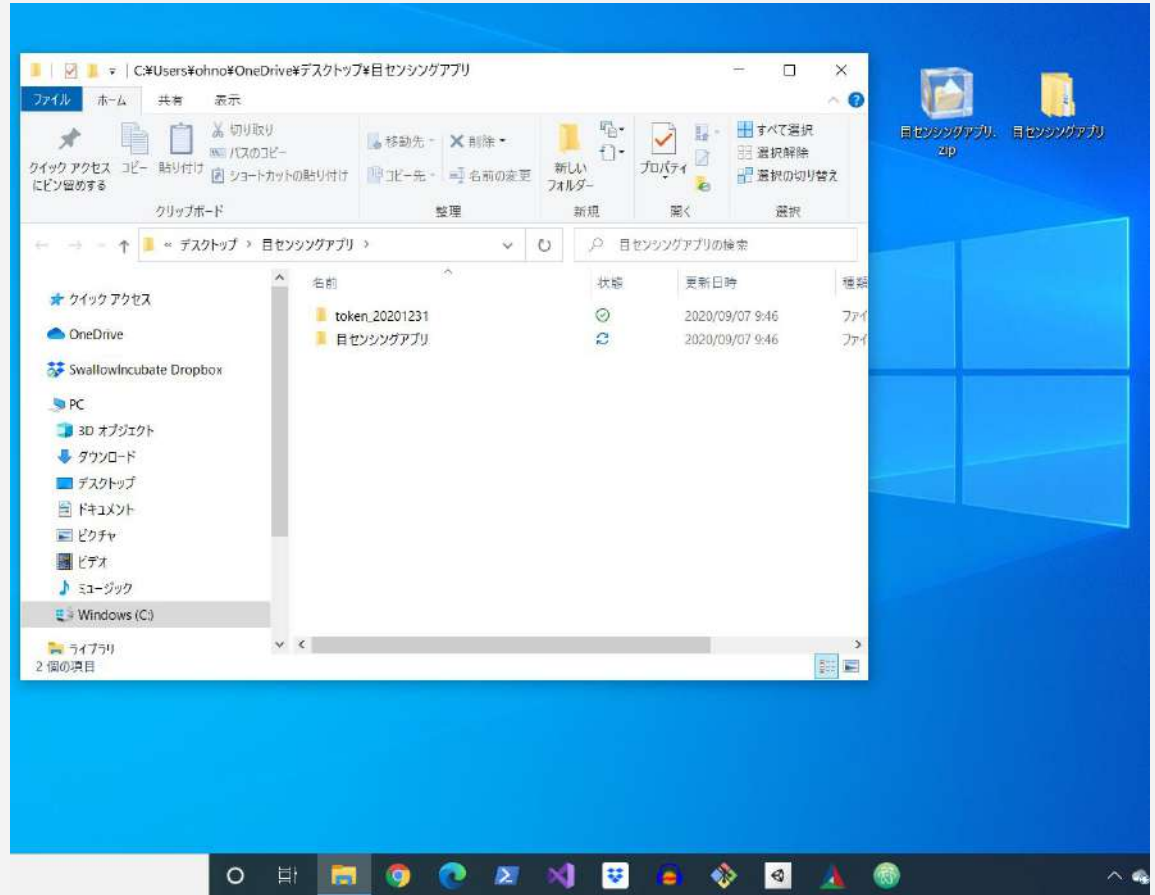 C:¥Users¥ohno¥OneDrive¥デスクトップ¥目センシングアプリ
ファイル ホーム 共有 表示
クイック アクセス
にピン留めする
コピー
貼り付け
切り取り
パスのコピー
ショートカットの貼り付け
移動先
コピー先
削除
名前の変更
新しい
フォルダー
プロパティ
すべて選択
選択解除
選択の切り替え
クリップボード 整理 新規 開く 選択
« デスクトップ › 目センシングアプリ ›
目センシングアプリの検索
名前 状態 更新日時 種類
token_20201231 2020/09/07 9:46 ファイ
目センシングアプリ 2020/09/07 9:46 ファイ
クイック アクセス
OneDrive
SwallowIncubate Dropbox
PC
3D オブジェクト
ダウンロード
デスクトップ
ドキュメント
ピクチャ
ビデオ
ミュージック
Windows (C:)
ライブラリ
2 個の項目
目センシングアプリ.
zip
目センシングアプリ